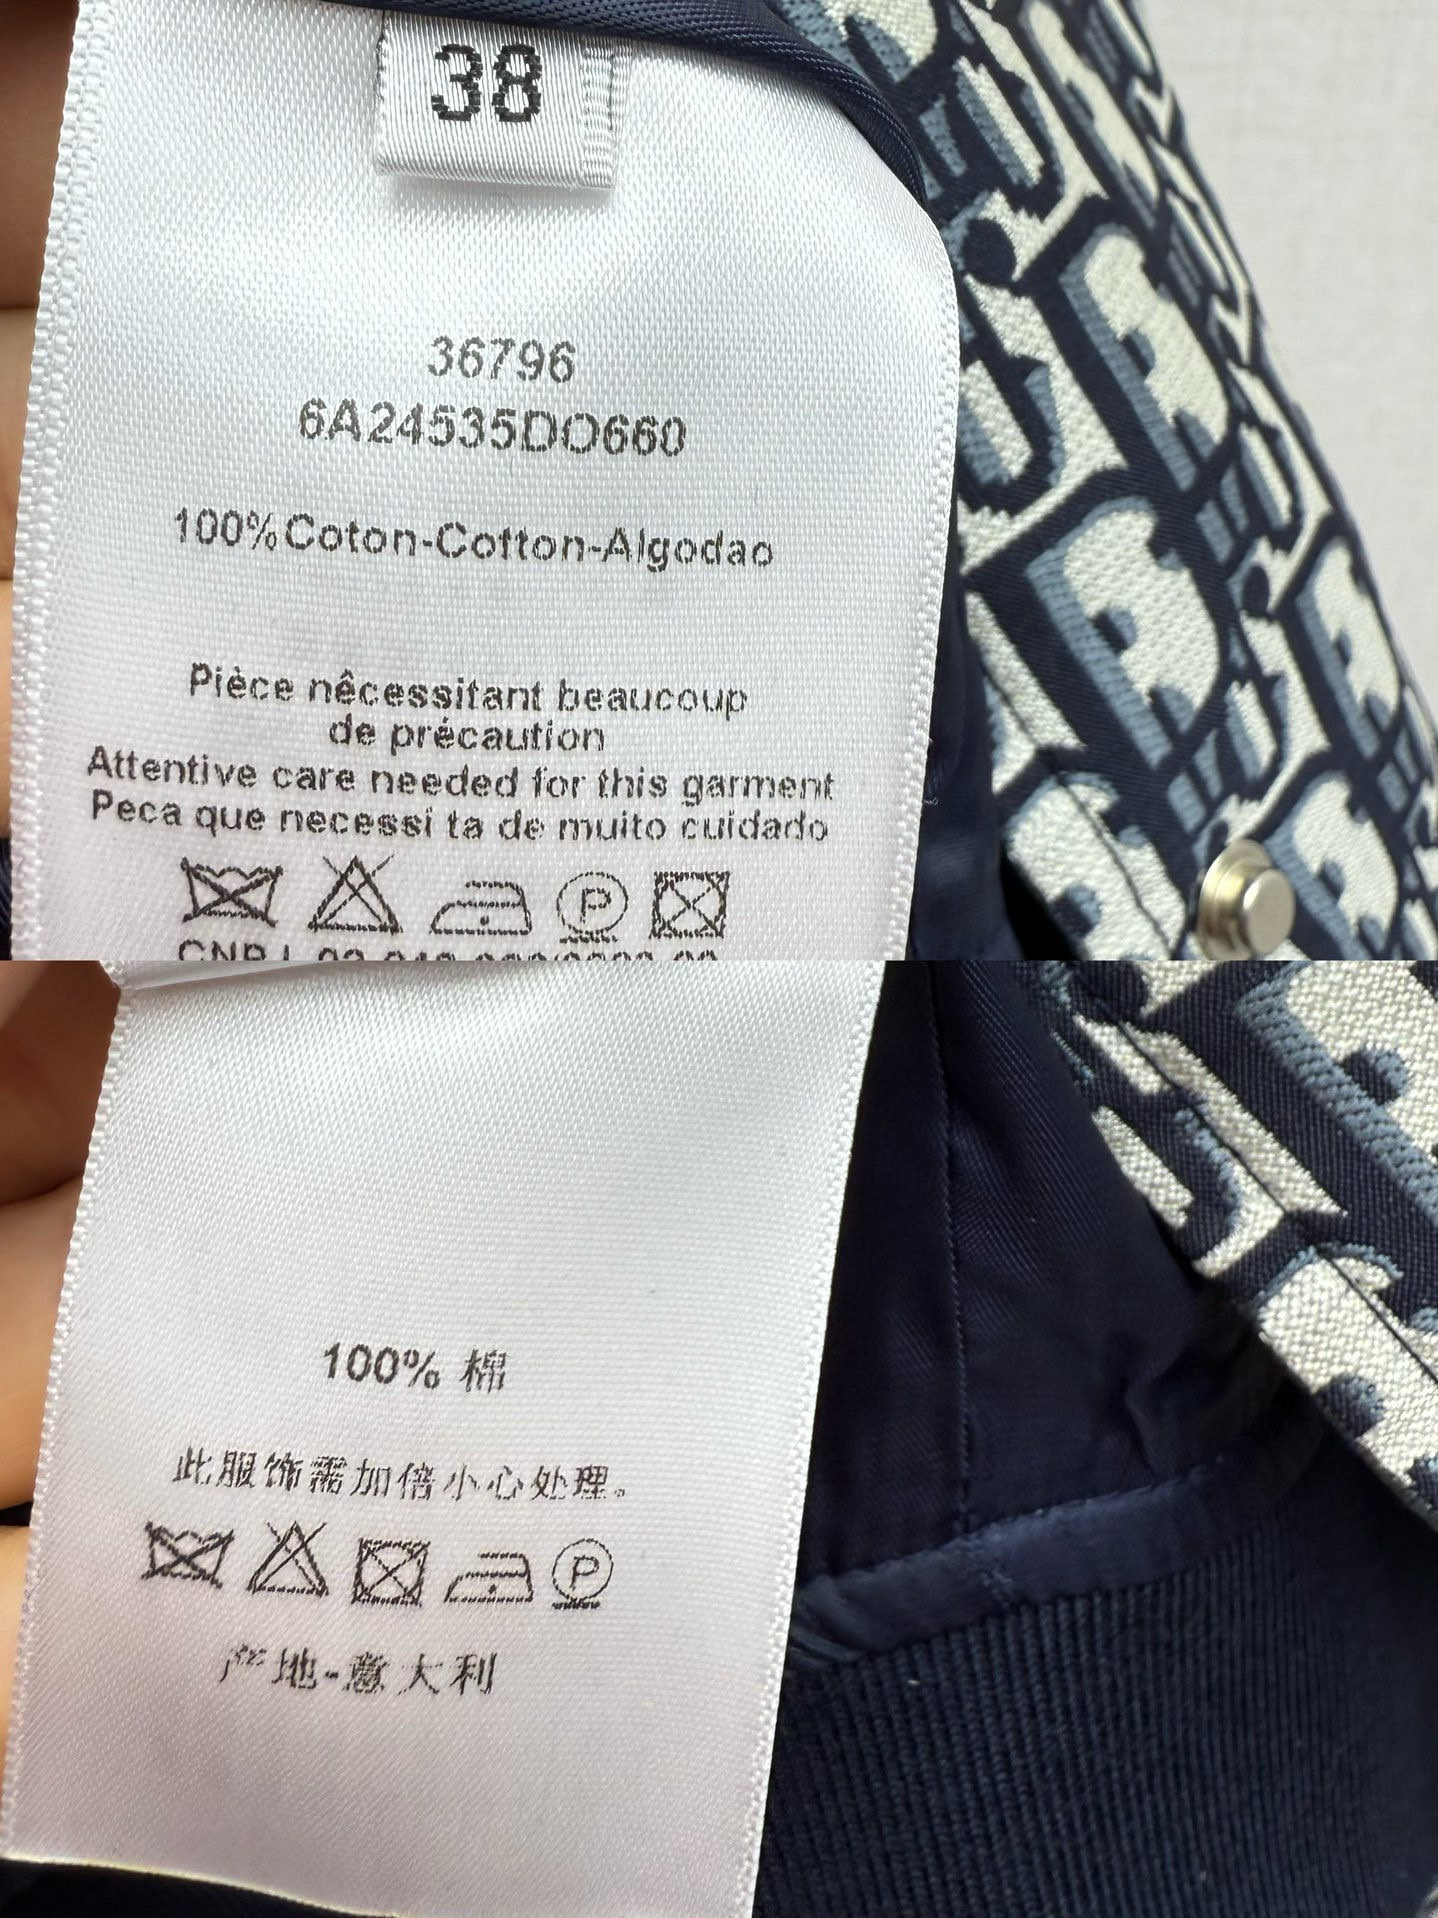 38
36796
6A24535DO660
100%Coton-Cotton-Algodao
Pièce nêcessitant beaucoup
de précaution
Attentive care needed for this garment
Peca que necessi ta de muito cuidado
P
100% 棉
此服饰需加倍小心处理。
P
产地-意大利